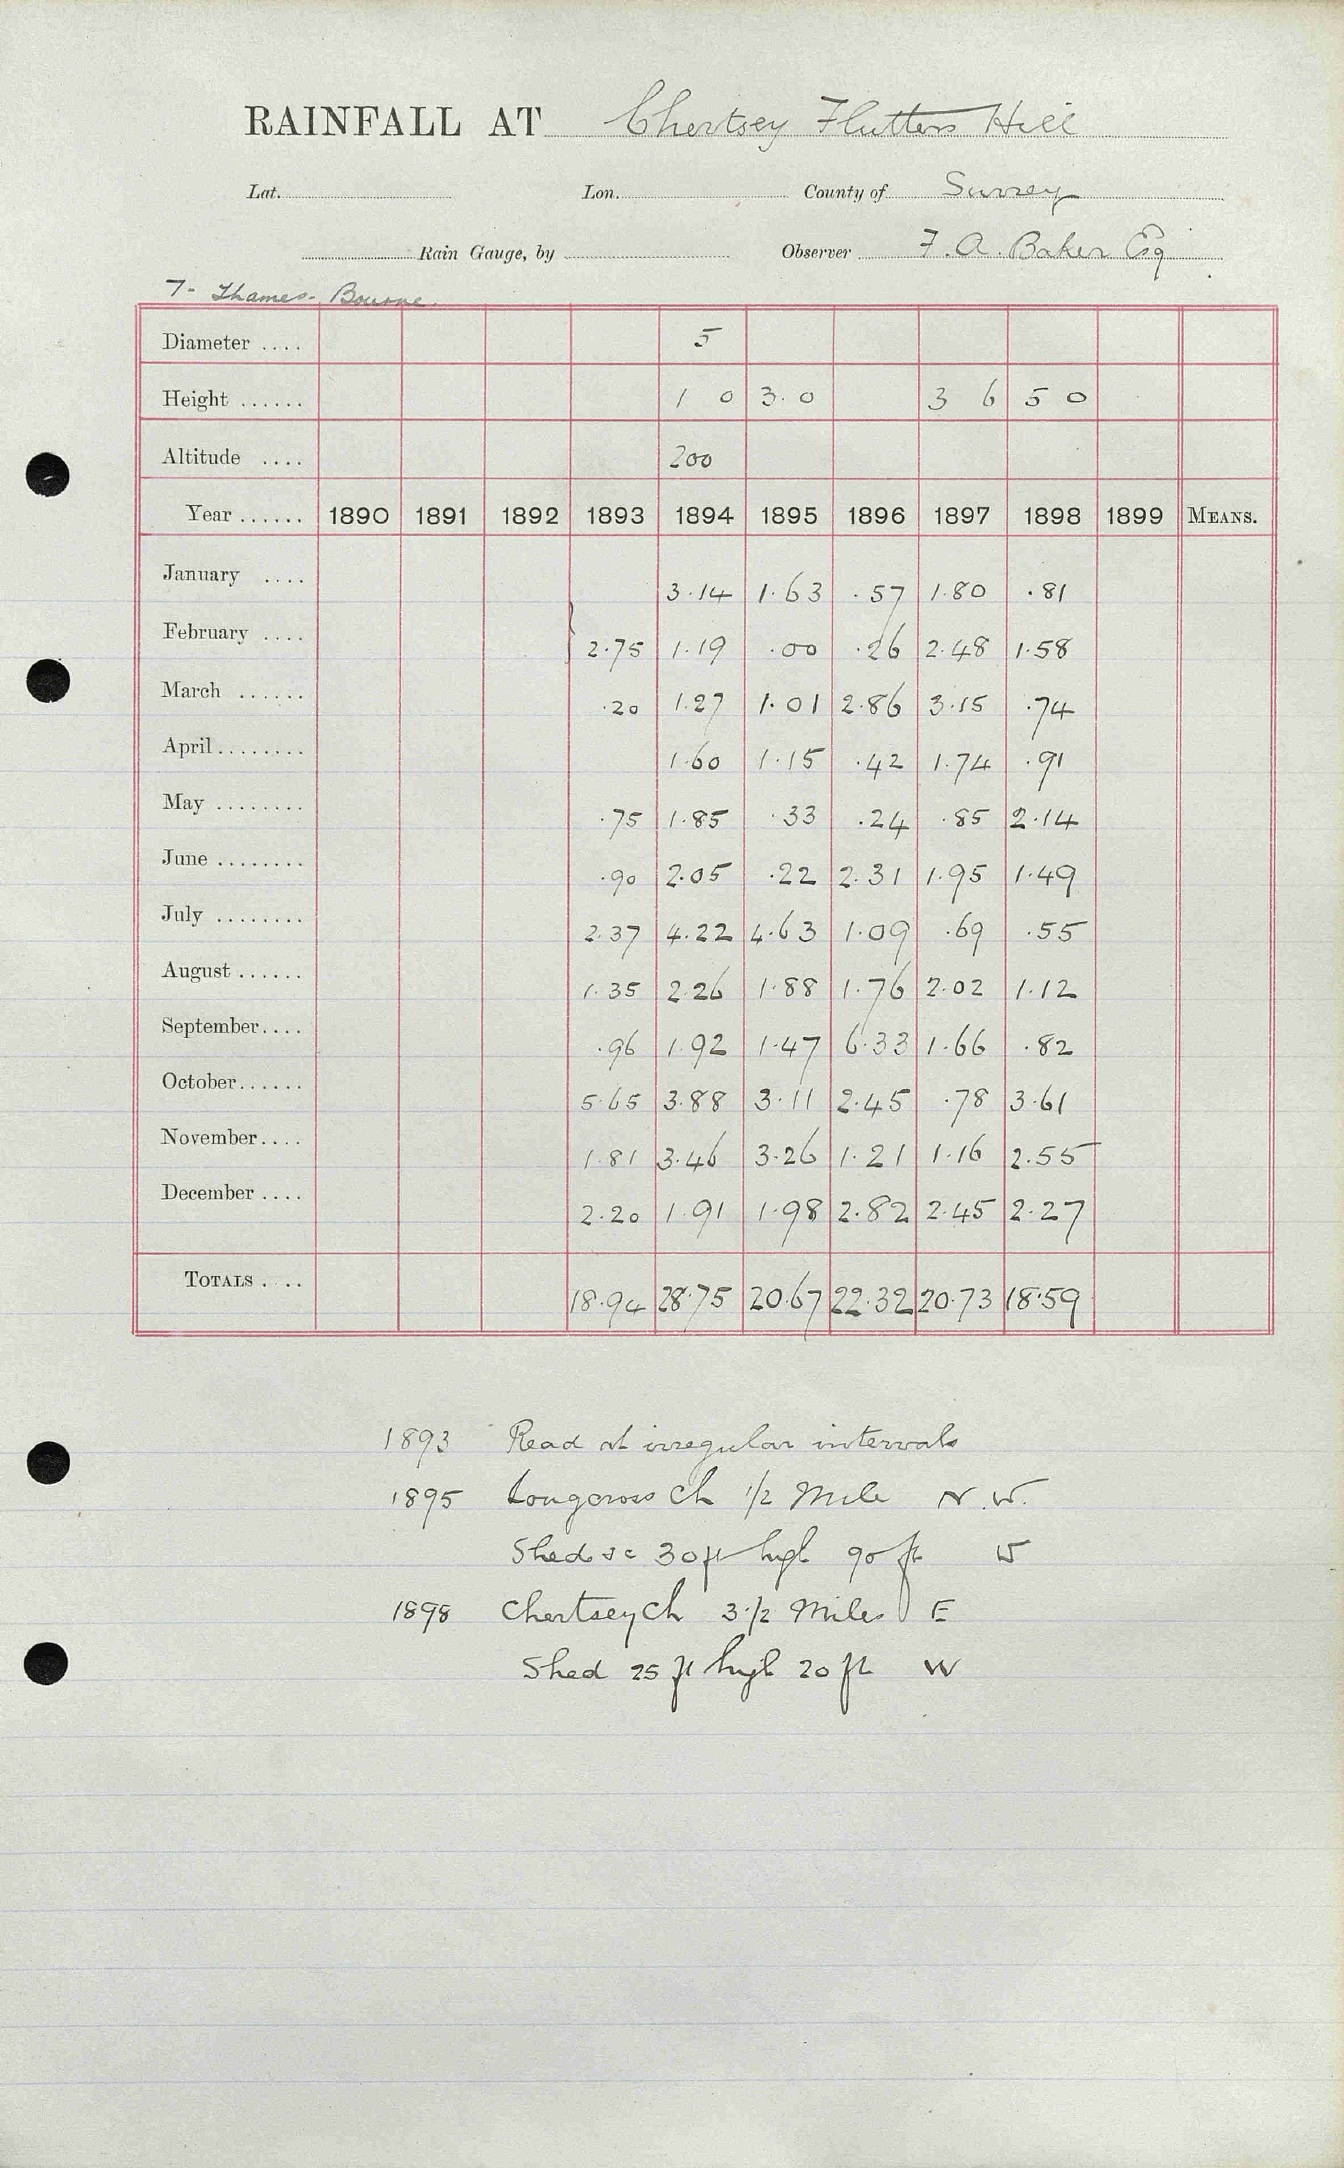 RAINFALL AT Chertsey Flutters Hill
Lat. Lon. County of Surrey
Rain Gauge, by Observer F. A. Baker Esq
7- Thames- Bourne.
Diameter .... 5
Height ...... 1 0 3. 0 3 6 5 0
Altitude .... 200
Year ...... 1890 1891 1892 1893 1894 1895 1896 1897 1898 1899 MEANS.
January .... 3.14 1.63 .57 1.80 .81
February .... 2.75 1.19 .00 .26 2.48 1.58
March ...... .20 1.27 1.01 2.86 3.15 .74
April ........ 1.60 1.15 .42 1.74 .91
May ........ .75 1.85 .33 .24 .85 2.14
June ........ .90 2.05 .22 2.31 1.95 1.49
July ........ 2.37 4.22 4.63 1.09 .69 .55
August ...... 1.35 2.26 1.88 1.76 2.02 1.12
September .... .96 1.92 1.47 6.33 1.66 .82
October ...... 5.65 3.88 3.11 2.45 .78 3.61
November .... 1.81 3.46 3.26 1.21 1.16 2.55
December .... 2.20 1.91 1.98 2.82 2.45 2.27
TOTALS .... 18.94 28.75 20.67 22.32 20.73 18.59
1893 Read at irregular intervals
1895 Longcross Ch 1/2 Mile N.W.
Shed &c 30 ft high 90 ft W
1898 Chertsey Ch 3 1/2 Miles E
Shed 25 ft high 20 ft W